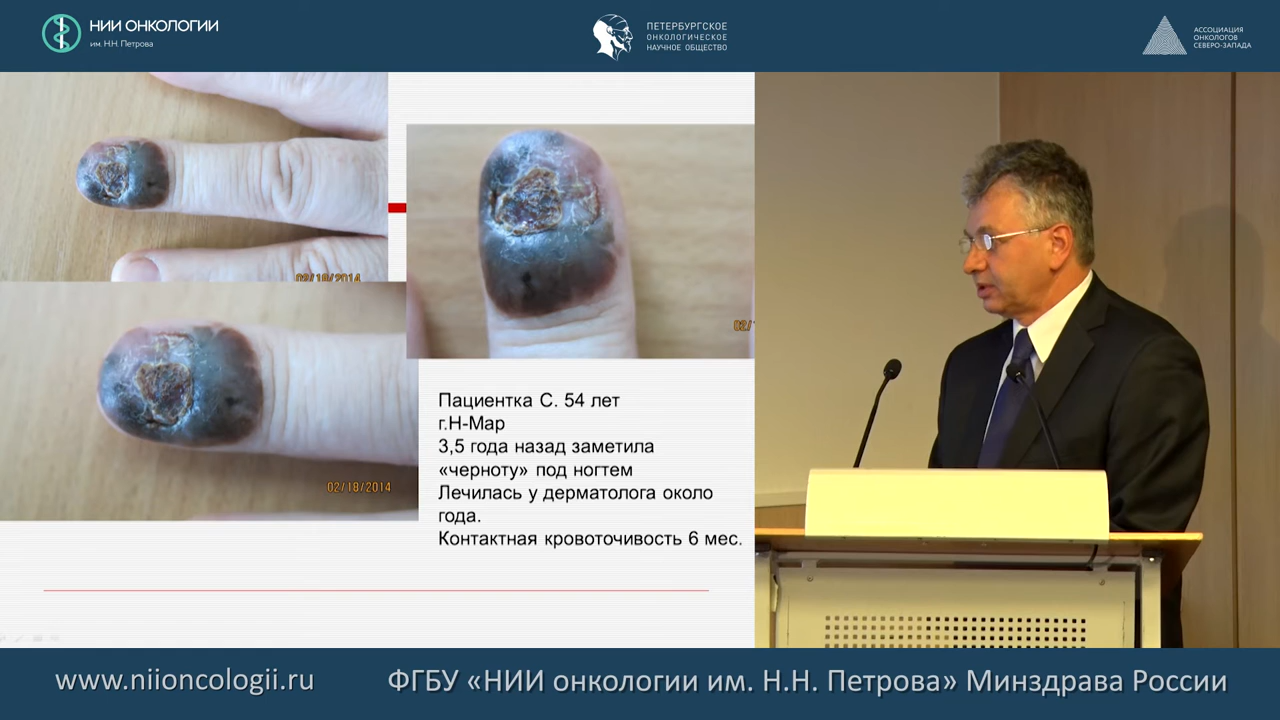 НИИ ОНКОЛОГИИ
им. Н.Н. Петрова
ПЕТЕРБУРГСКОЕ
ОНКОЛОГИЧЕСКОЕ
НАУЧНОЕ ОБЩЕСТВО
АССОЦИАЦИЯ
ОНКОЛОГОВ
СЕВЕРО-ЗАПАДА
02/18/2014
02/1
02/18/2014
Пациентка С. 54 лет
г.Н-Мар
3,5 года назад заметила
«черноту» под ногтем
Лечилась у дерматолога около
года.
Контактная кровоточивость 6 мес.
www.niioncologii.ru
ФГБУ «НИИ онкологии им. Н.Н. Петрова» Минздрава России